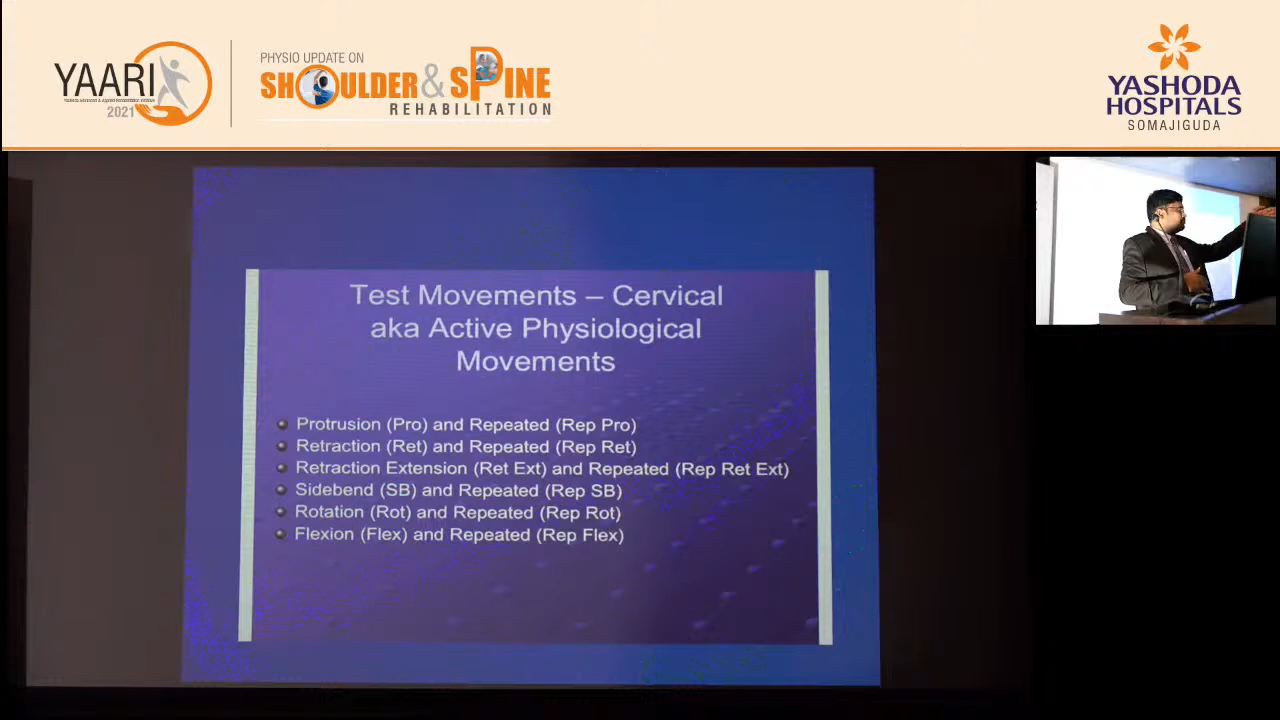 YAARI
2021
PHYSIO UPDATE ON
SHOULDER & SPINE
REHABILITATION
YASHODA
HOSPITALS
SOMAJIGUDA
Test Movements – Cervical
aka Active Physiological
Movements
Protrusion (Pro) and Repeated (Rep Pro)
Retraction (Ret) and Repeated (Rep Ret)
Retraction Extension (Ret Ext) and Repeated (Rep Ret Ext)
Sidebend (SB) and Repeated (Rep SB)
Rotation (Rot) and Repeated (Rep Rot)
Flexion (Flex) and Repeated (Rep Flex)